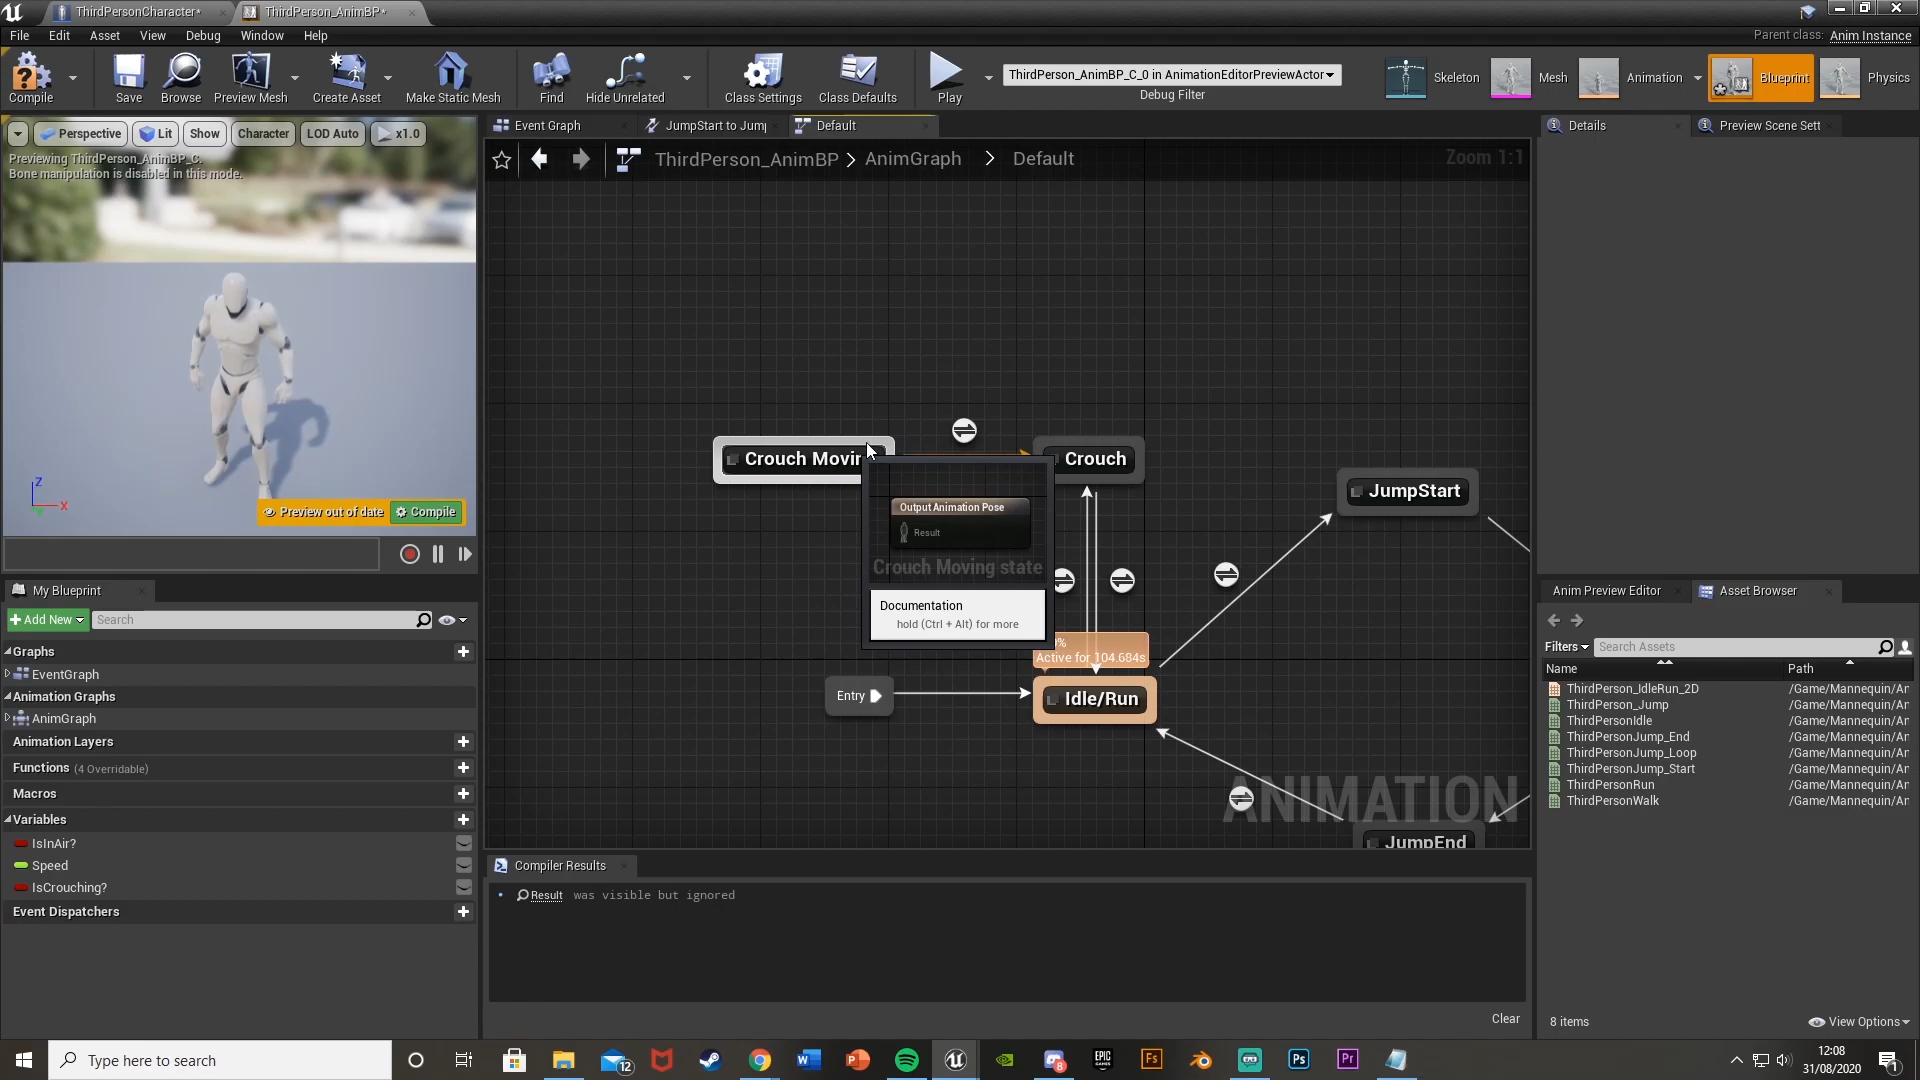 ThirdPersonCharacter*
ThirdPerson_AnimBP*
File Edit Asset View Debug Window Help
Parent class: Anim Instance
Compile
Save
Browse
Preview Mesh
Create Asset
Make Static Mesh
Find
Hide Unrelated
Class Settings
Class Defaults
Play
ThirdPerson_AnimBP_C_0 in AnimationEditorPreviewActor
Debug Filter
Skeleton
Mesh
Animation
Blueprint
Physics
Perspective
Lit
Show
Character
LOD Auto
x1.0
Previewing ThirdPerson_AnimBP_C.
Bone manipulation is disabled in this mode.
Z
X
Preview out of date
Compile
Event Graph
JumpStart to Jum
Default
ThirdPerson_AnimBP > AnimGraph > Default
Zoom 1:1
Crouch Movin
Crouch
JumpStart
Output Animation Pose
Result
Crouch Moving state
Documentation
hold (Ctrl + Alt) for more
Active for 104.684s
Entry
Idle/Run
JumpEnd
ANIMATION
Details
Preview Scene Sett
My Blueprint
Add New
Search
Graphs
EventGraph
Animation Graphs
AnimGraph
Animation Layers
Functions (4 Overridable)
Macros
Variables
IsInAir?
Speed
IsCrouching?
Event Dispatchers
Compiler Results
Result was visible but ignored
Clear
Anim Preview Editor
Asset Browser
Filters
Search Assets
Name Path
ThirdPerson_IdleRun_2D /Game/Mannequin/An
ThirdPerson_Jump /Game/Mannequin/An
ThirdPersonIdle /Game/Mannequin/An
ThirdPersonJump_End /Game/Mannequin/An
ThirdPersonJump_Loop /Game/Mannequin/An
ThirdPersonJump_Start /Game/Mannequin/An
ThirdPersonRun /Game/Mannequin/An
ThirdPersonWalk /Game/Mannequin/An
8 items
View Options
Type here to search
12
8
12:08
31/08/2020
1